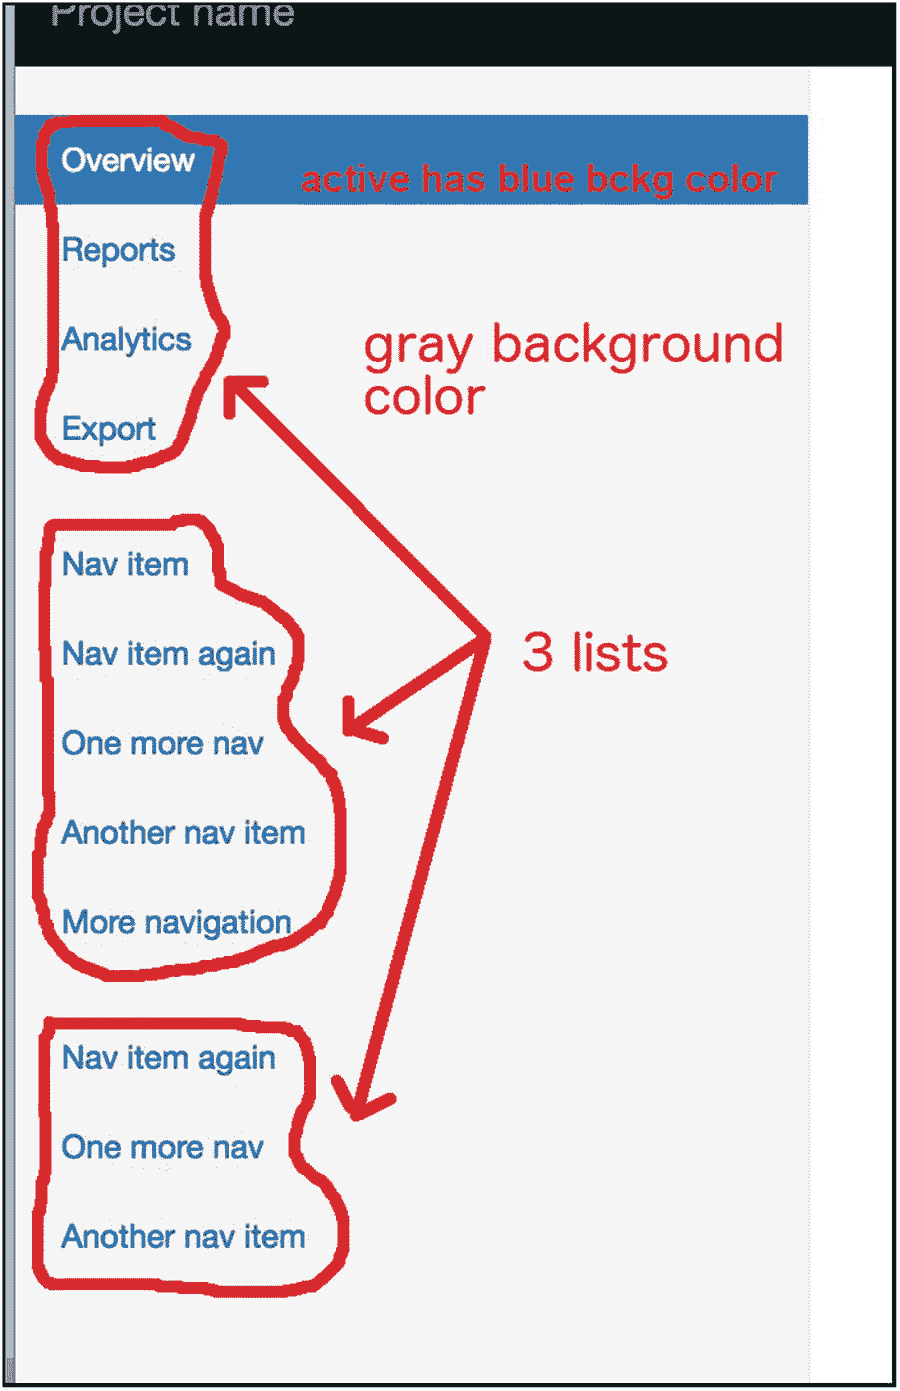 Project name
Overview
active has blue bckg color
Reports
Analytics
gray background
color
Export
Nav item
Nav item again
3 lists
One more nav
Another nav item
More navigation
Nav item again
One more nav
Another nav item